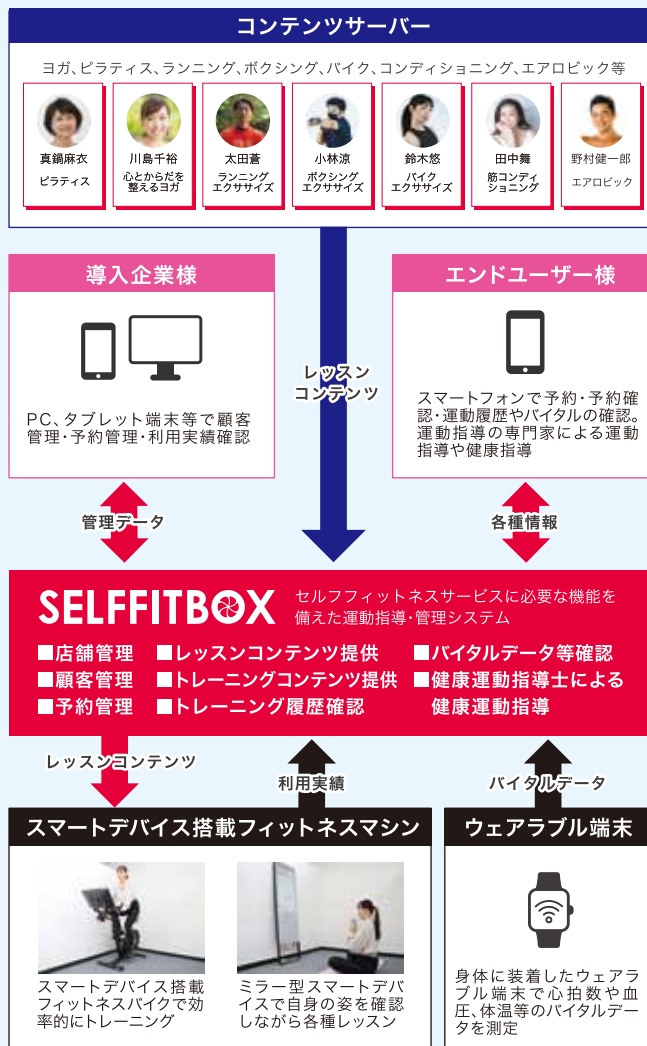 コンテンツサーバー
ヨガ、ピラティス、ランニング、ボクシング、バイク、コンディショニング、エアロビック等
真鍋麻衣
ピラティス
川島千裕
心とからだを
整えるヨガ
太田蒼
ランニング
エクササイズ
小林涼
ボクシング
エクササイズ
鈴木悠
バイク
エクササイズ
田中舞
筋コンディ
ショニング
野村健一郎
エアロビック
導入企業様
PC、タブレット端末等で顧客
管理・予約管理・利用実績確認
レッスン
コンテンツ
エンドユーザー様
スマートフォンで予約・予約確
認・運動履歴やバイタルの確認。
運動指導の専門家による運動
指導や健康指導
管理データ
各種情報
SELFFITBOX
セルフフィットネスサービスに必要な機能を
備えた運動指導・管理システム
■店舗管理
■顧客管理
■予約管理
■レッスンコンテンツ提供
■トレーニングコンテンツ提供
■トレーニング履歴確認
■バイタルデータ等確認
■健康運動指導士による
健康運動指導
レッスンコンテンツ
利用実績
バイタルデータ
スマートデバイス搭載フィットネスマシン
スマートデバイス搭載
フィットネスバイクで効
率的にトレーニング
ミラー型スマートデバ
イスで自身の姿を確認
しながら各種レッスン
ウェアラブル端末
身体に装着したウェアラ
ブル端末で心拍数や血
圧、体温等のバイタルデー
タを測定